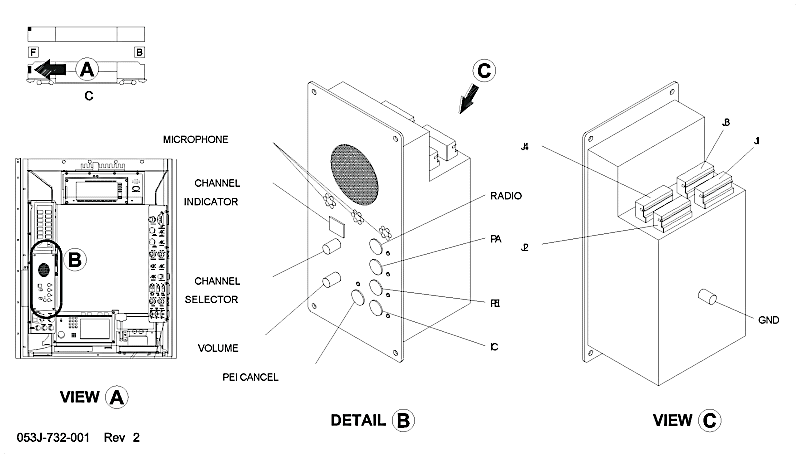 F B
A
C
MICROPHONE
CHANNEL
INDICATOR
CHANNEL
SELECTOR
VOLUME
PEI CANCEL
B
VIEW A
053J-732-001 Rev 2
C
RADIO
PA
PEI
IC
DETAIL B
J4
J3
J1
J2
GND
VIEW C